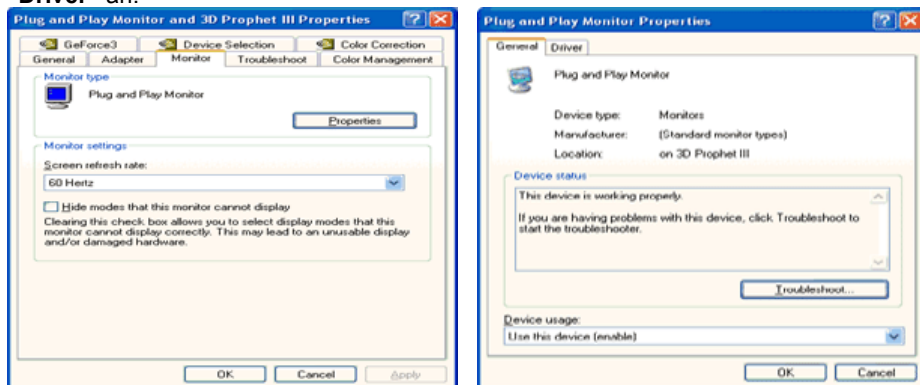 "Driver" an.
Plug and Play Monitor and 3D Prophet III Properties
GeForce3 Device Selection Color Correction
General Adapter Monitor Troubleshoot Color Management
Monitor type
Plug and Play Monitor
Properties
Monitor settings
Screen refresh rate:
60 Hertz
Hide modes that this monitor cannot display
Clearing this check box allows you to select display modes that this
monitor cannot display correctly. This may lead to an unusable display
and/or damaged hardware.
OK Cancel Apply
Plug and Play Monitor Properties
General Driver
Plug and Play Monitor
Device type: Monitors
Manufacturer: (Standard monitor types)
Location: on 3D Prophet III
Device status
This device is working properly.
If you are having problems with this device, click Troubleshoot to
start the troubleshooter.
Troubleshoot...
Device usage:
Use this device (enable)
OK Cancel